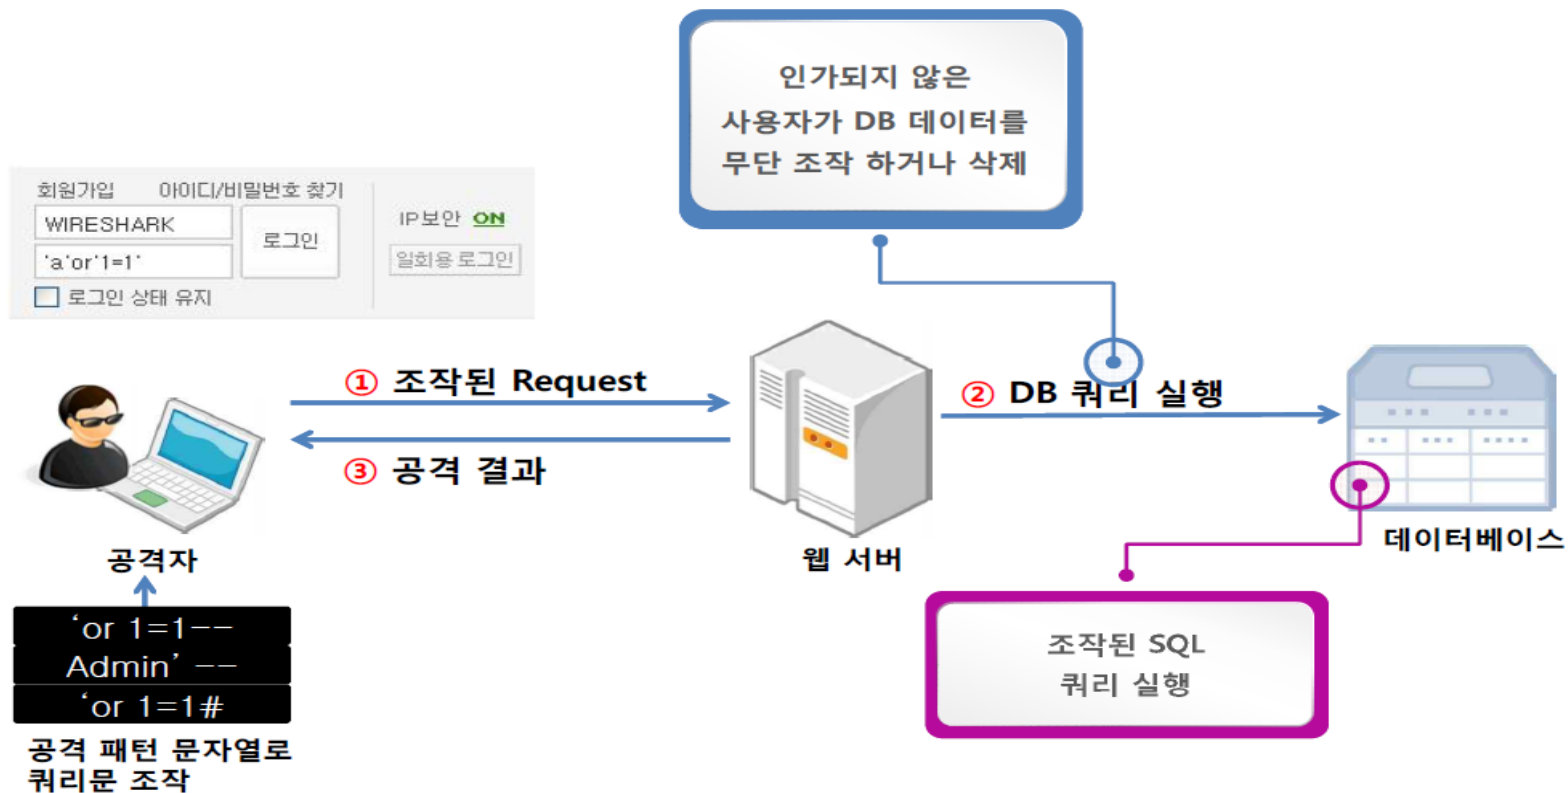 인가되지 않은
사용자가 DB 데이터를
무단 조작 하거나 삭제
회원가입 아이디/비밀번호 찾기
WIRESHARK
'a'or'1=1'
로그인
로그인 상태 유지
IP보안 ON
일회용 로그인
① 조작된 Request
② DB 쿼리 실행
③ 공격 결과
공격자
웹 서버
데이터베이스
‘or 1=1--
Admin’ --
‘or 1=1#
공격 패턴 문자열로
쿼리문 조작
조작된 SQL
쿼리 실행